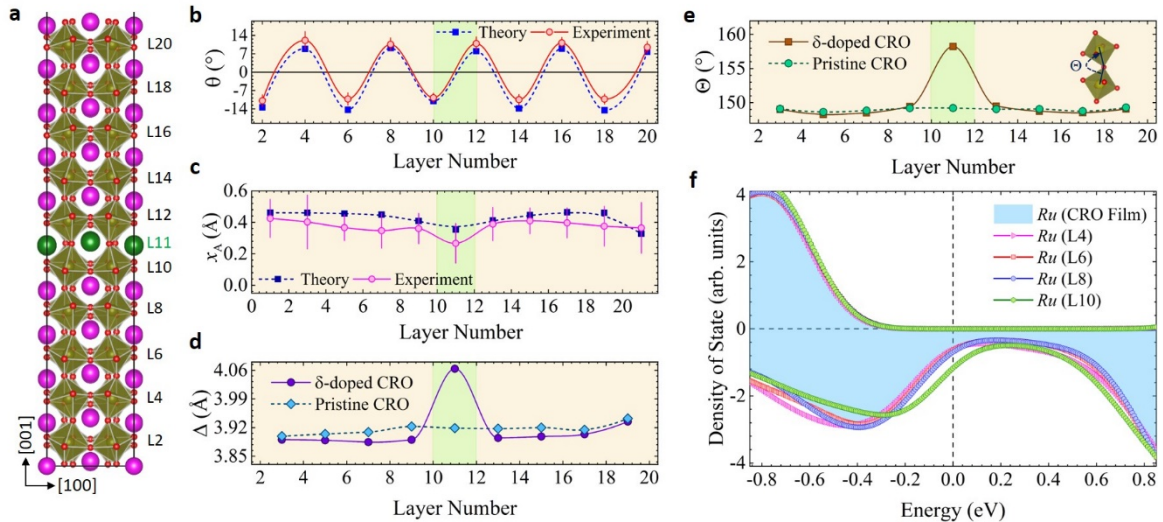 a
L20
L18
L16
L14
L12
L11
L10
L8
L6
L4
L2
[001]
[100]
b
14
7
0
-7
-14
θ (°)
Theory
Experiment
2 4 6 8 10 12 14 16 18 20
Layer Number
c
0.6
0.4
0.2
0.0
x_A (Å)
Theory
Experiment
0 2 4 6 8 10 12 14 16 18 20
Layer Number
d
4.06
3.99
3.92
3.85
Δ (Å)
δ-doped CRO
Pristine CRO
2 4 6 8 10 12 14 16 18 20
Layer Number
e
160
155
150
Θ (°)
δ-doped CRO
Pristine CRO
Θ
2 4 6 8 10 12 14 16 18 20
Layer Number
f
4
2
0
-2
-4
Density of State (arb. units)
Ru (CRO Film)
Ru (L4)
Ru (L6)
Ru (L8)
Ru (L10)
-0.8 -0.6 -0.4 -0.2 0.0 0.2 0.4 0.6 0.8
Energy (eV)